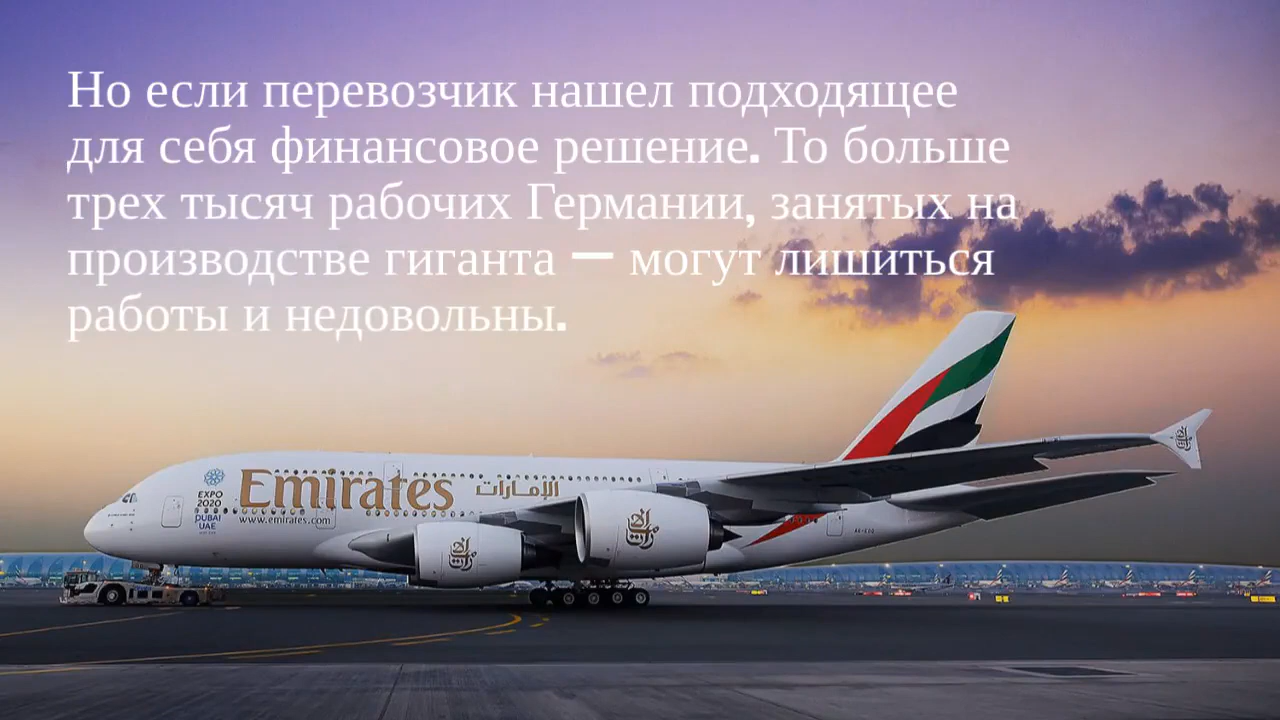 Но если перевозчик нашел подходящее
для себя финансовое решение. То больше
трех тысяч рабочих Германии, занятых на
производстве гиганта — могут лишиться
работы и недовольны.
EXPO
2020
DUBAI
UAE
Emirates
الإمارات
www.emirates.com